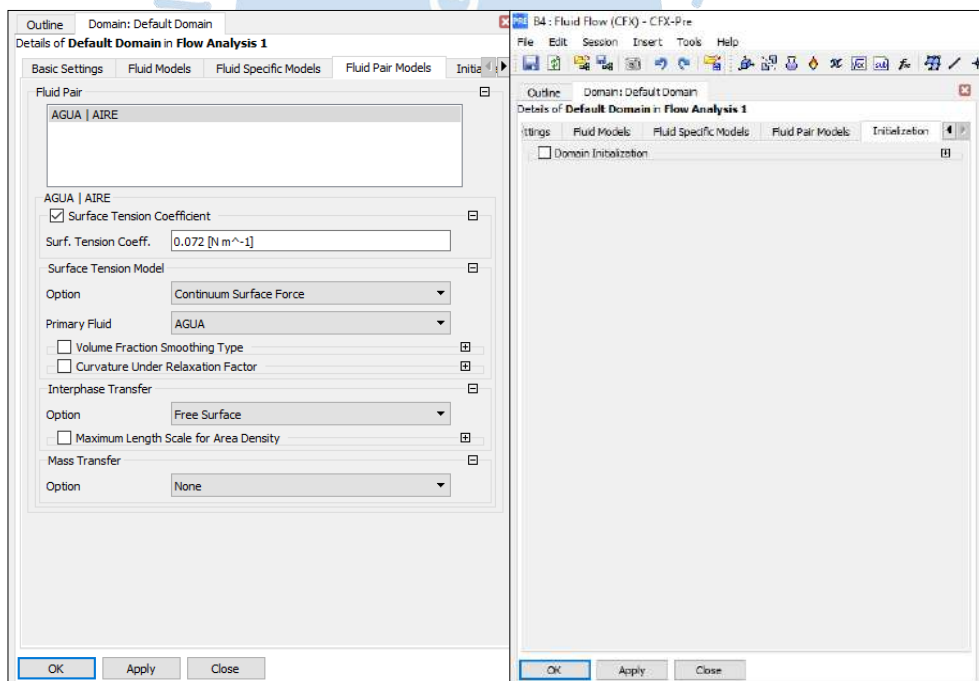 Outline Domain: Default Domain
Details of Default Domain in Flow Analysis 1
Basic Settings Fluid Models Fluid Specific Models Fluid Pair Models
Fluid Pair
AGUA | AIRE
AGUA | AIRE
Surface Tension Coefficient
Surf. Tension Coeff. 0.072 [N m^-1]
Surface Tension Model
Option Continuum Surface Force
Primary Fluid AGUA
Volume Fraction Smoothing Type
Curvature Under Relaxation Factor
Interphase Transfer
Option Free Surface
Maximum Length Scale for Area Density
Mass Transfer
Option None
OK Apply Close
PRE B4 : Fluid Flow (CFX) - CFX-Pre
File Edit Session Insert Tools Help
Outline Domain: Default Domain
Details of Default Domain in Flow Analysis 1
ttings Fluid Models Fluid Specific Models Fluid Pair Models Initialization
Domain Initialization
OK Apply Close